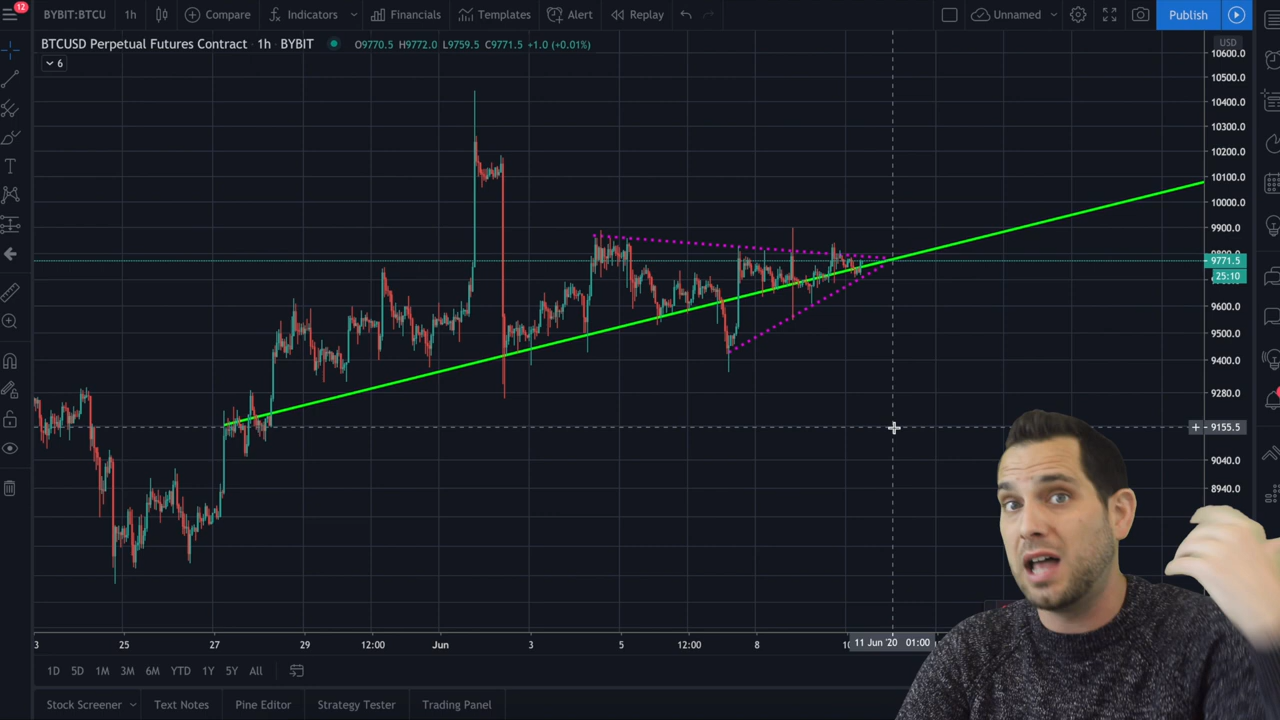 12
BYBIT:BTCU
1h
Compare
Indicators
Financials
Templates
Alert
Replay
Unnamed
Publish
BTCUSD Perpetual Futures Contract · 1h · BYBIT
O9770.5 H9772.0 L9759.5 C9771.5 +1.0 (+0.01%)
6
USD
10600.0
10500.0
10400.0
10300.0
10200.0
10100.0
10000.0
9900.0
9771.5
25:10
9600.0
9500.0
9400.0
9280.0
9155.5
9040.0
8940.0
3 25 27 29 12:00 Jun 3 5 12:00 8 11 Jun '20 01:00
1D 5D 1M 3M 6M YTD 1Y 5Y All
Stock Screener Text Notes Pine Editor Strategy Tester Trading Panel